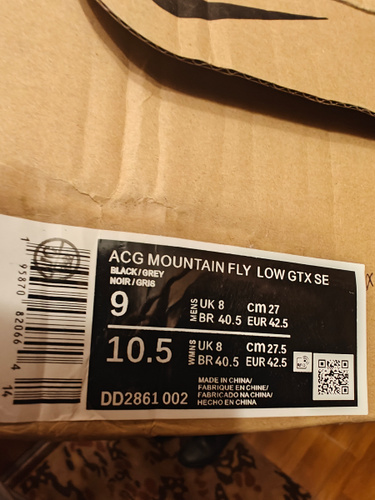 ACG MOUNTAIN FLY LOW GTX SE
BLACK/GREY
NOIR/GRIS
9 MENS UK 8 cm 27
BR 40.5 EUR 42.5
10.5 WMNS UK 8 cm 27.5
BR 40.5 EUR 42.5
MADE IN CHINA/
FABRIQUE EN CHINE/
FABRICADO NA CHINA/
HECHO EN CHINA
DD2861 002
1 95870 82066 4 14
X